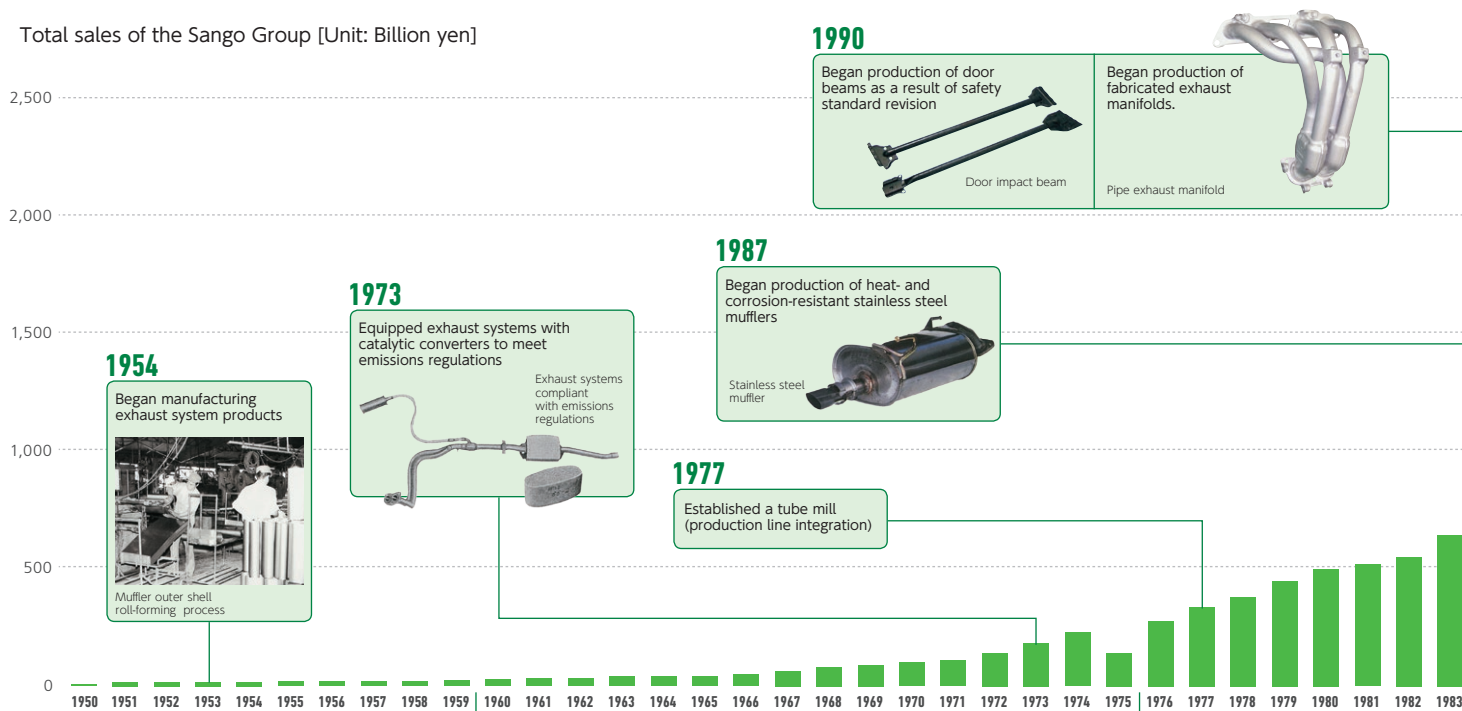 Total sales of the Sango Group [Unit: Billion yen]
2,500
2,000
1,500
1,000
500
0
1954
Began manufacturing
exhaust system products
Muffler outer shell
roll-forming process
1973
Equipped exhaust systems with
catalytic converters to meet
emissions regulations
Exhaust systems
compliant
with emissions
regulations
1977
Established a tube mill
(production line integration)
1987
Began production of heat- and
corrosion-resistant stainless steel
mufflers
Stainless steel
muffler
1990
Began production of door
beams as a result of safety
standard revision
Door impact beam
Began production of
fabricated exhaust
manifolds.
Pipe exhaust manifold
1950 1951 1952 1953 1954 1955 1956 1957 1958 1959 1960 1961 1962 1963 1964 1965 1966 1967 1968 1969 1970 1971 1972 1973 1974 1975 1976 1977 1978 1979 1980 1981 1982 1983